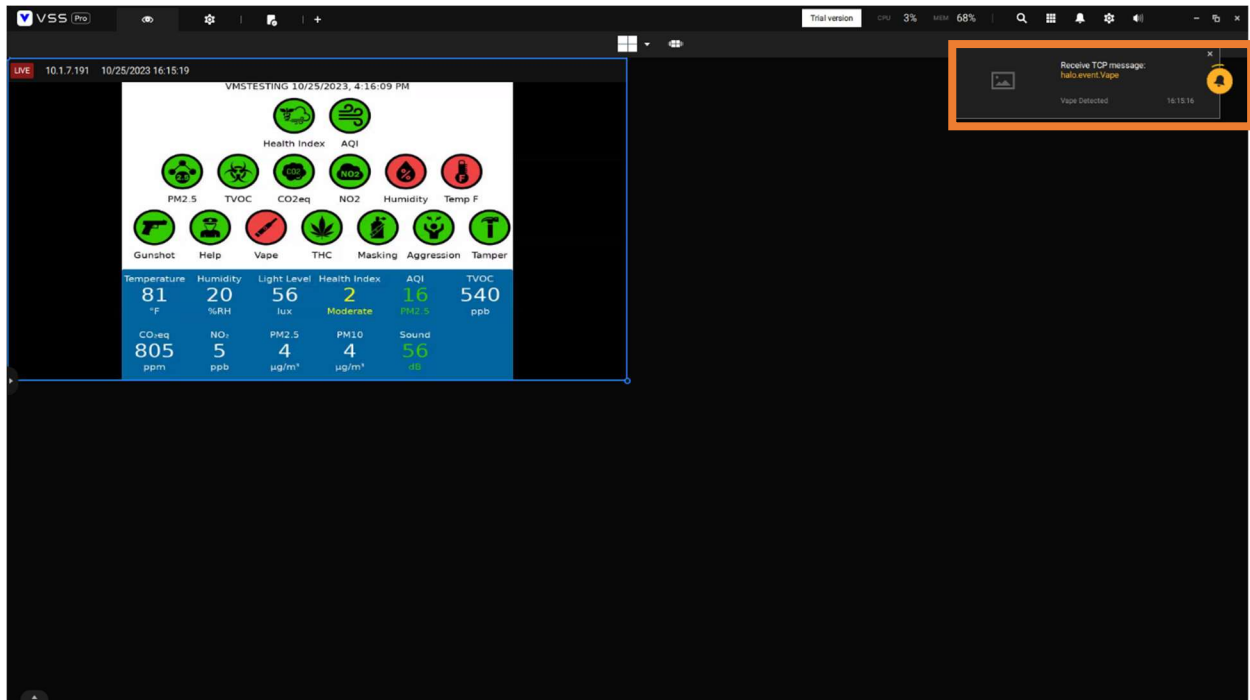 VSS Pro
Trial version CPU 3% MEM 68%
LIVE 10.1.7.191 10/25/2023 16:15:19
Receive TCP message:
halo.event.Vape
Vape Detected 16:15:16
VMSTESTING 10/25/2023, 4:16:09 PM
Health Index AQI
2.5 CO2 NO2 % F
PM2.5 TVOC CO2eq NO2 Humidity Temp F
Gunshot Help Vape THC Masking Aggression Tamper
Temperature Humidity Light Level Health Index AQI TVOC
81 20 56 2 16 540
°F %RH lux Moderate PM2.5 ppb
CO₂eq NO₂ PM2.5 PM10 Sound
805 5 4 4 56
ppm ppb µg/m³ µg/m³ dB